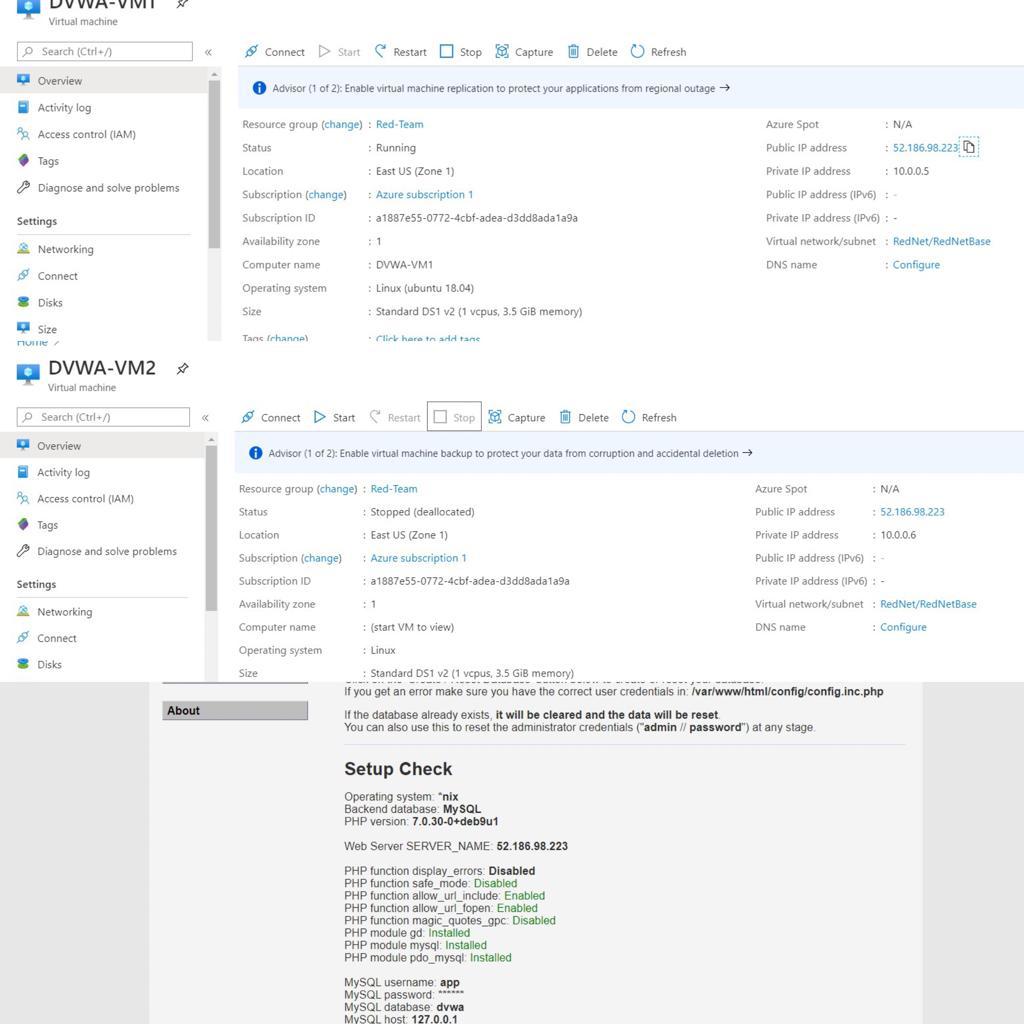 DVWA-VM1
Virtual machine
Search (Ctrl+/)
«
Connect Start Restart Stop Capture Delete Refresh
Overview
Activity log
Access control (IAM)
Tags
Diagnose and solve problems
Settings
Networking
Connect
Disks
Size
Advisor (1 of 2): Enable virtual machine replication to protect your applications from regional outage →
Resource group (change) : Red-Team
Status : Running
Location : East US (Zone 1)
Subscription (change) : Azure subscription 1
Subscription ID : a1887e55-0772-4cbf-adea-d3dd8ada1a9a
Availability zone : 1
Computer name : DVWA-VM1
Operating system : Linux (ubuntu 18.04)
Size : Standard DS1 v2 (1 vcpus, 3.5 GiB memory)
Tags (change) : Click here to add tags
Azure Spot : N/A
Public IP address : 52.186.98.223
Private IP address : 10.0.0.5
Public IP address (IPv6) : -
Private IP address (IPv6) : -
Virtual network/subnet : RedNet/RedNetBase
DNS name : Configure
Home
DVWA-VM2
Virtual machine
Search (Ctrl+/)
«
Connect Start Restart Stop Capture Delete Refresh
Overview
Activity log
Access control (IAM)
Tags
Diagnose and solve problems
Settings
Networking
Connect
Disks
Advisor (1 of 2): Enable virtual machine backup to protect your data from corruption and accidental deletion →
Resource group (change) : Red-Team
Status : Stopped (deallocated)
Location : East US (Zone 1)
Subscription (change) : Azure subscription 1
Subscription ID : a1887e55-0772-4cbf-adea-d3dd8ada1a9a
Availability zone : 1
Computer name : (start VM to view)
Operating system : Linux
Size : Standard DS1 v2 (1 vcpus, 3.5 GiB memory)
Azure Spot : N/A
Public IP address : 52.186.98.223
Private IP address : 10.0.0.6
Public IP address (IPv6) : -
Private IP address (IPv6) : -
Virtual network/subnet : RedNet/RedNetBase
DNS name : Configure
About
If you get an error make sure you have the correct user credentials in: /var/www/html/config/config.inc.php
If the database already exists, it will be cleared and the data will be reset.
You can also use this to reset the administrator credentials ("admin // password") at any stage.
Setup Check
Operating system: *nix
Backend database: MySQL
PHP version: 7.0.30-0+deb9u1
Web Server SERVER_NAME: 52.186.98.223
PHP function display_errors: Disabled
PHP function safe_mode: Disabled
PHP function allow_url_include: Enabled
PHP function allow_url_fopen: Enabled
PHP function magic_quotes_gpc: Disabled
PHP module gd: Installed
PHP module mysql: Installed
PHP module pdo_mysql: Installed
MySQL username: app
MySQL password: ******
MySQL database: dvwa
MySQL host: 127.0.0.1